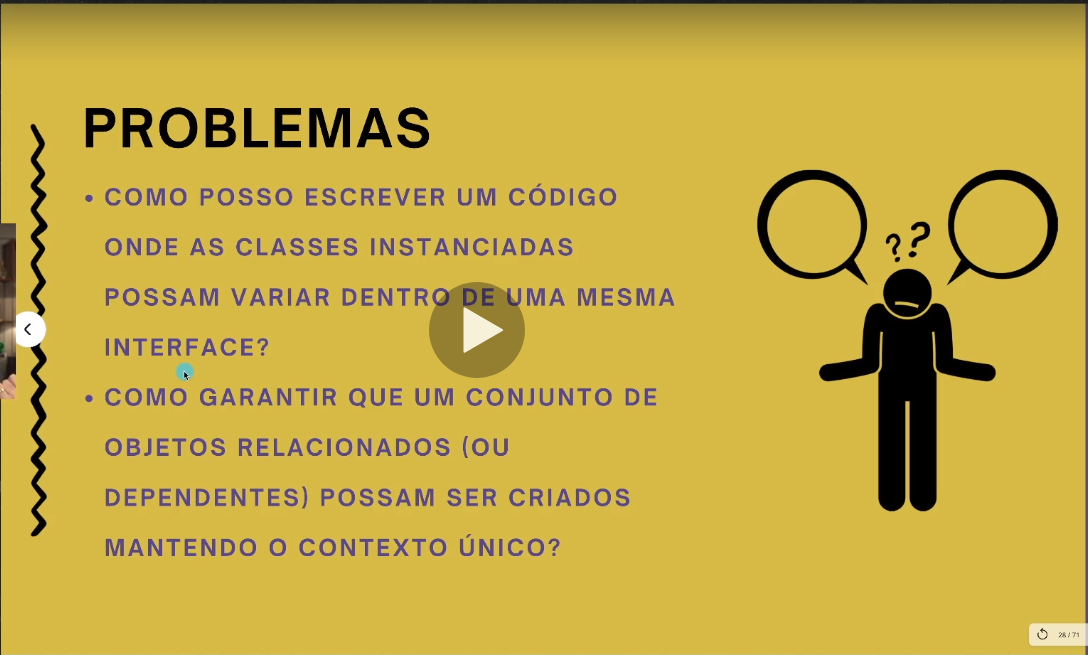 PROBLEMAS
• COMO POSSO ESCREVER UM CÓDIGO
ONDE AS CLASSES INSTANCIADAS
POSSAM VARIAR DENTRO DE UMA MESMA
INTERFACE?
• COMO GARANTIR QUE UM CONJUNTO DE
OBJETOS RELACIONADOS (OU
DEPENDENTES) POSSAM SER CRIADOS
MANTENDO O CONTEXTO ÚNICO?
? ?
28 / 71